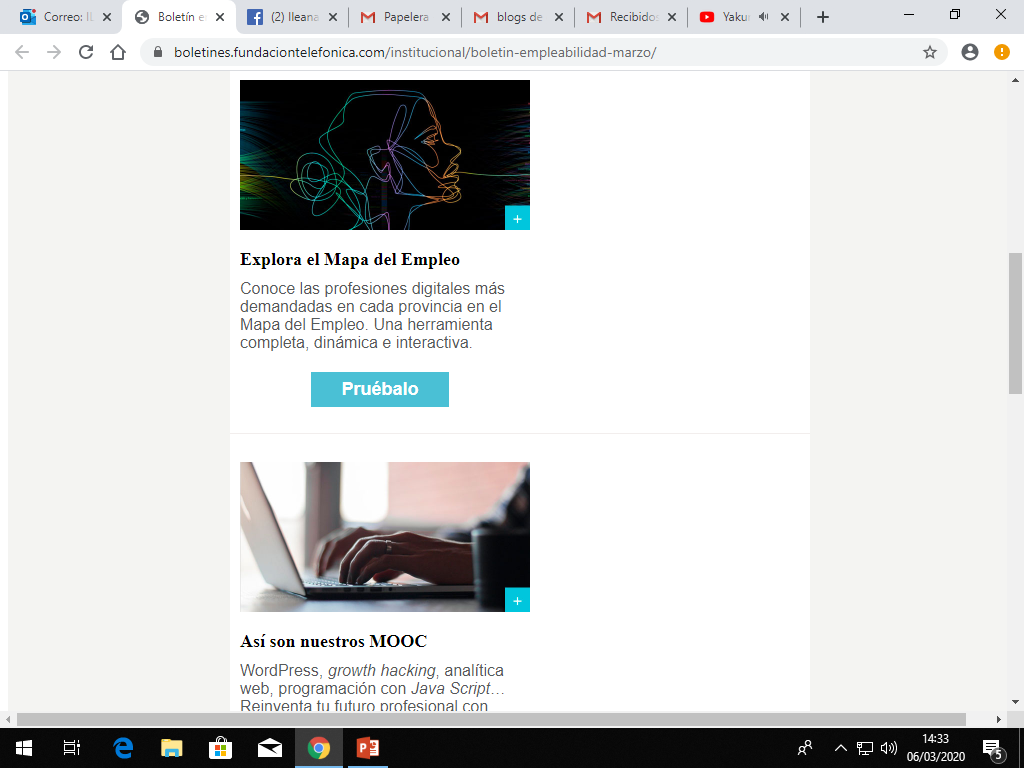 Correo: IL
Boletín e
(2) Ileana
Papelera
blogs de
Recibidos
Yaku
boletines.fundaciontelefonica.com/institucional/boletin-empleabilidad-marzo/
+
Explora el Mapa del Empleo
Conoce las profesiones digitales más
demandadas en cada provincia en el
Mapa del Empleo. Una herramienta
completa, dinámica e interactiva.
Pruébalo
+
Así son nuestros MOOC
WordPress, growth hacking, analítica
web, programación con Java Script…
Reinventa tu futuro profesional con
14:33
06/03/2020
5